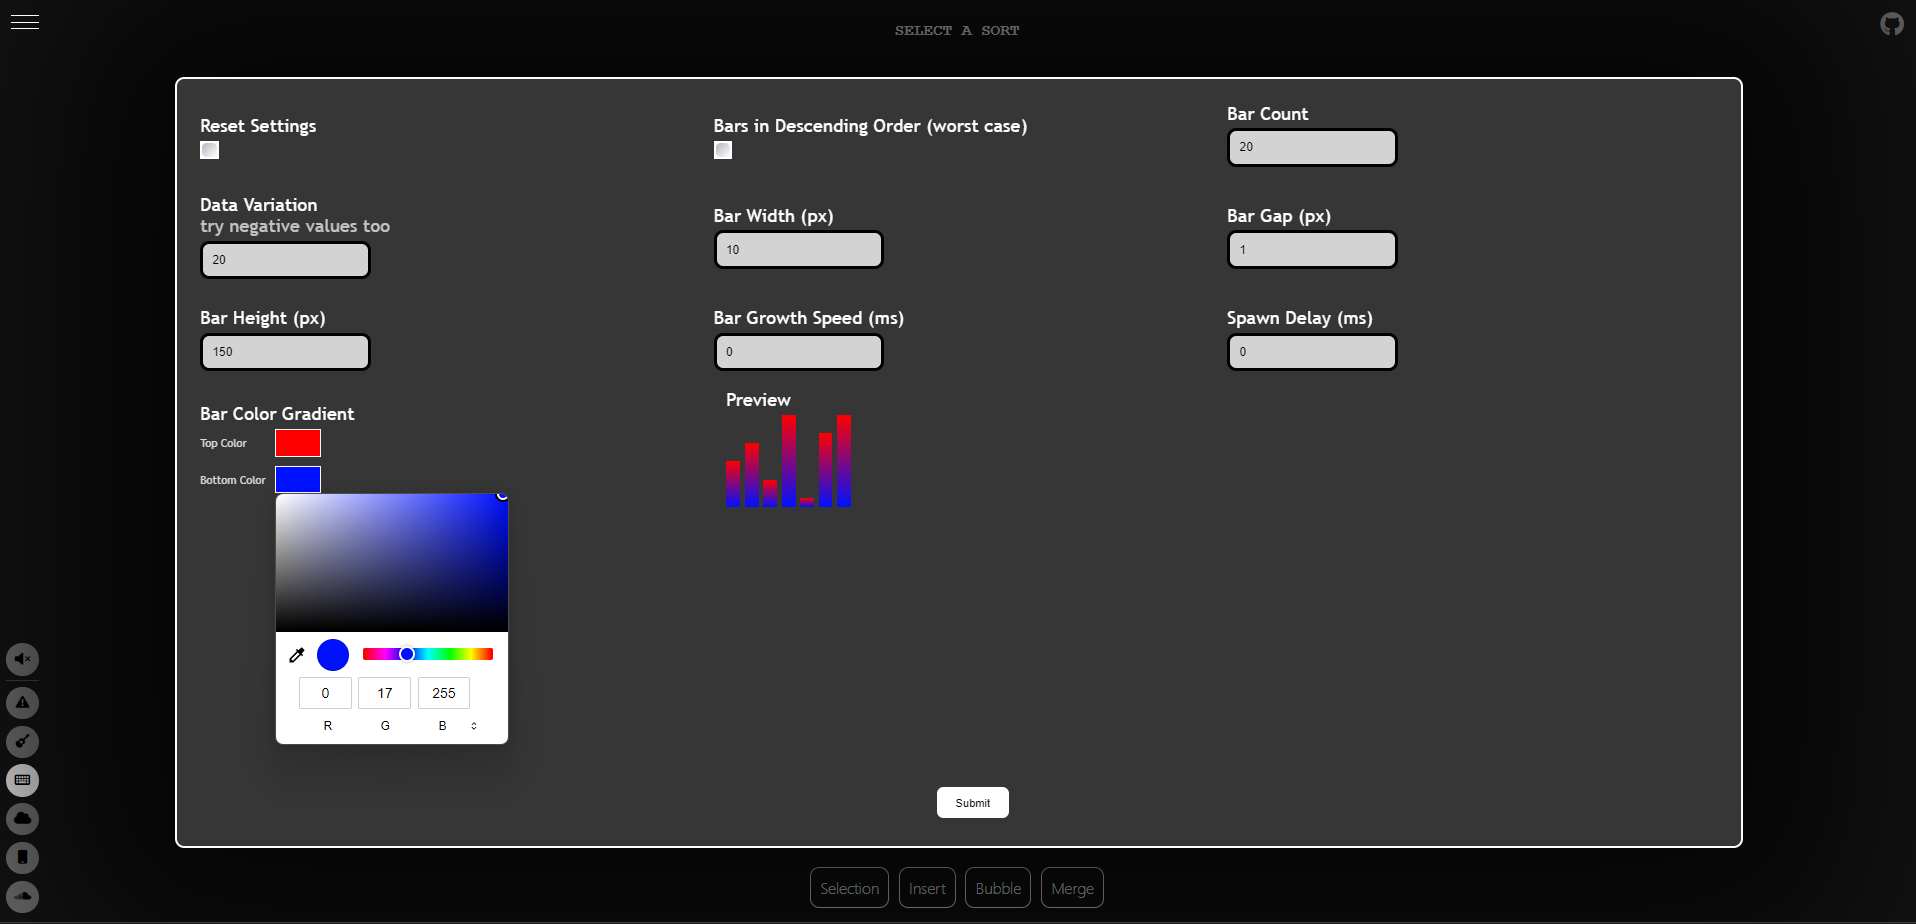 SELECT A SORT
Reset Settings
Bars in Descending Order (worst case)
Bar Count
20
Data Variation
try negative values too
20
Bar Width (px)
10
Bar Gap (px)
1
Bar Height (px)
150
Bar Growth Speed (ms)
0
Spawn Delay (ms)
0
Bar Color Gradient
Top Color
Bottom Color
Preview
0
17
255
R
G
B
Submit
Selection
Insert
Bubble
Merge